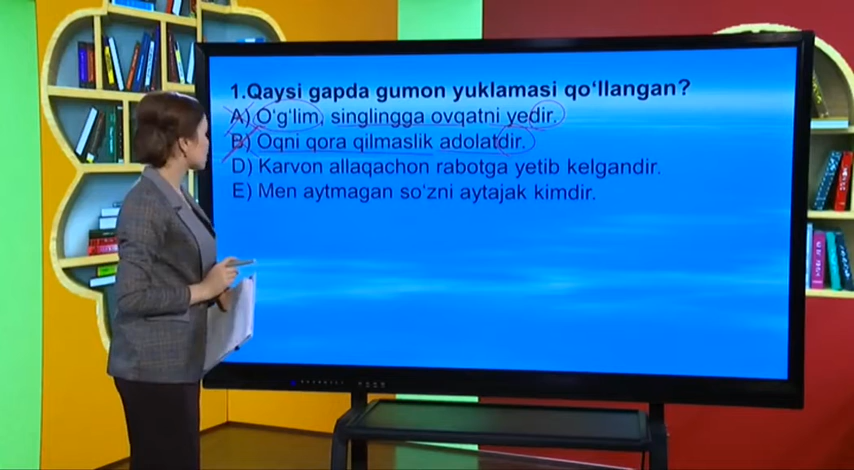 1.Qaysi gapda gumon yuklamasi qo‘llangan?
A) O‘g‘lim, singlingga ovqatni yedir.
B) Oqni qora qilmaslik adolatdir.
D) Karvon allaqachon rabotga yetib kelgandir.
E) Men aytmagan so‘zni aytajak kimdir.